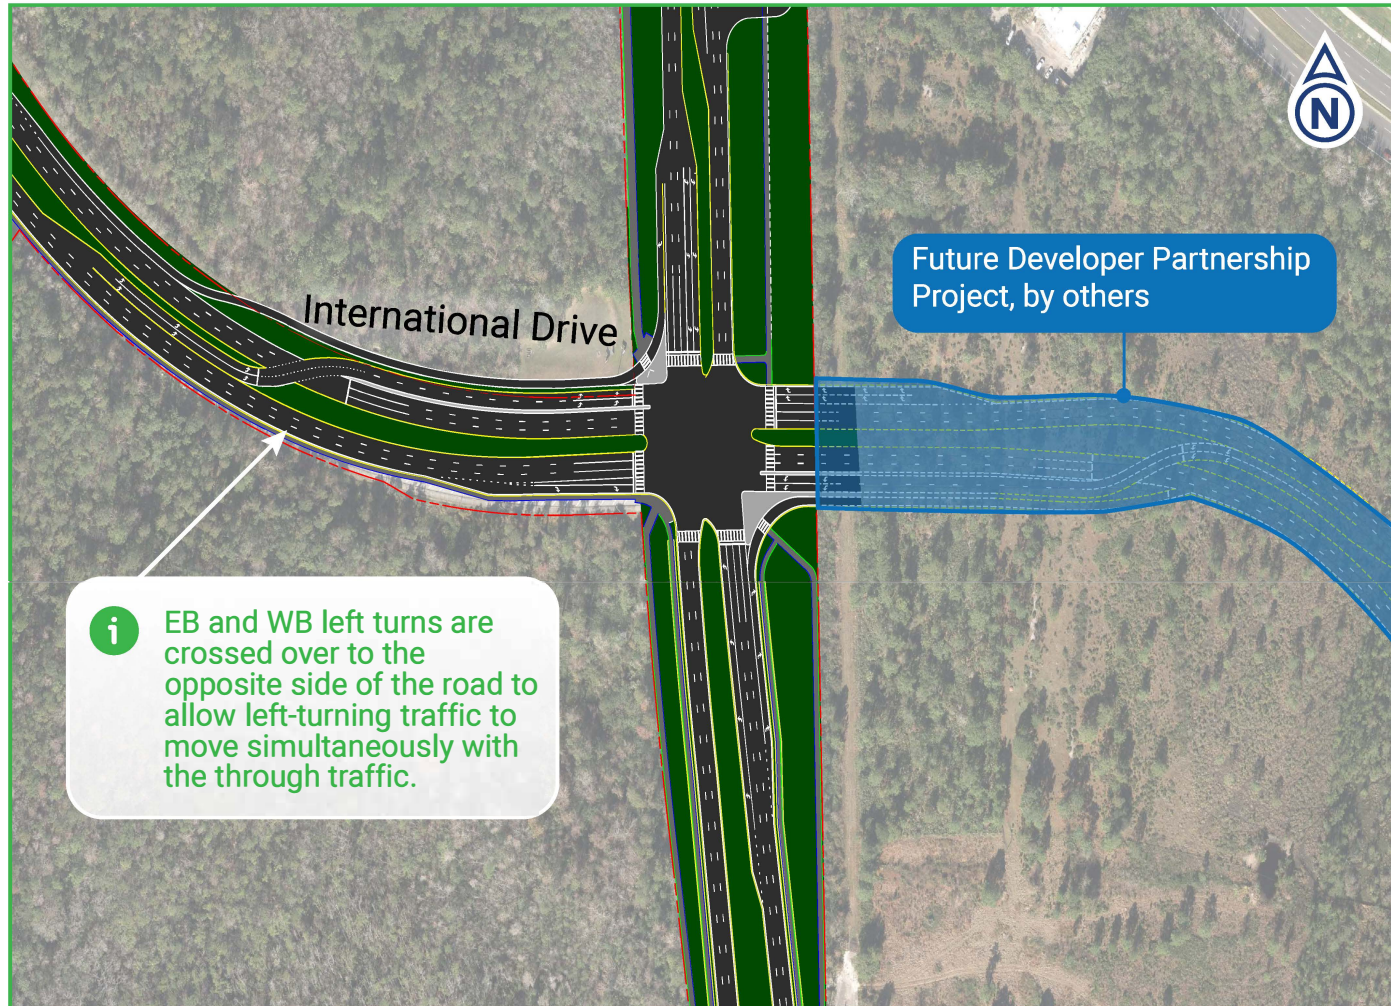 N
Future Developer Partnership
Project, by others
International Drive
i
EB and WB left turns are
crossed over to the
opposite side of the road to
allow left-turning traffic to
move simultaneously with
the through traffic.